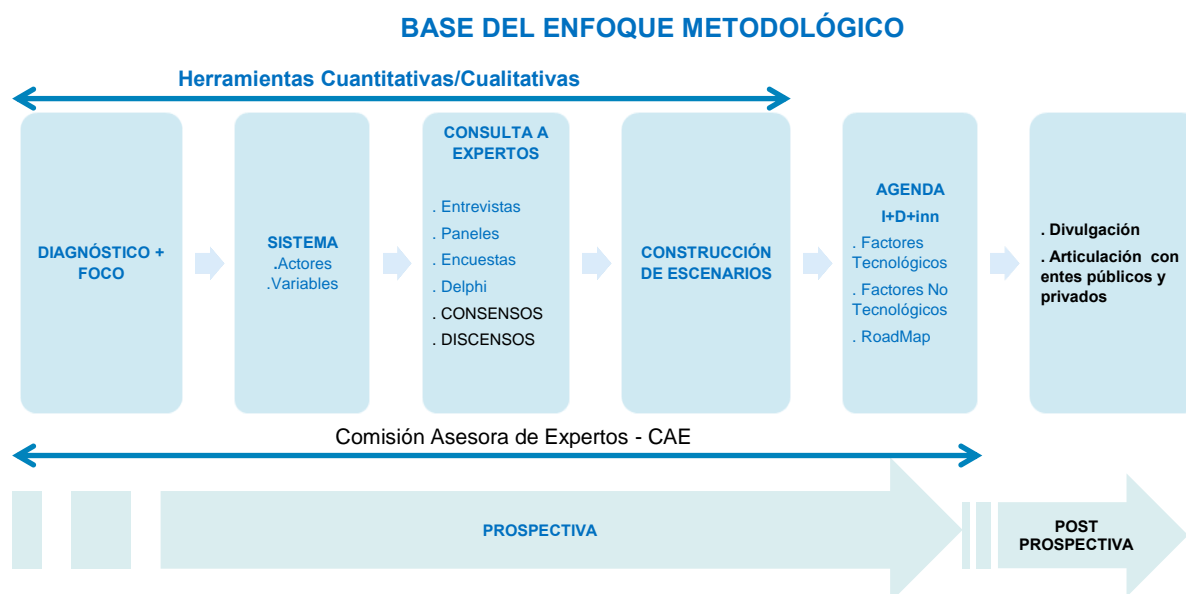 BASE DEL ENFOQUE METODOLÓGICO
Herramientas Cuantitativas/Cualitativas
DIAGNÓSTICO +
FOCO
SISTEMA
.Actores
.Variables
CONSULTA A
EXPERTOS
. Entrevistas
. Paneles
. Encuestas
. Delphi
. CONSENSOS
. DISCENSOS
CONSTRUCCIÓN
DE ESCENARIOS
AGENDA
I+D+inn
. Factores
Tecnológicos
. Factores No
Tecnológicos
. RoadMap
. Divulgación
. Articulación con
entes públicos y
privados
Comisión Asesora de Expertos - CAE
PROSPECTIVA
POST
PROSPECTIVA